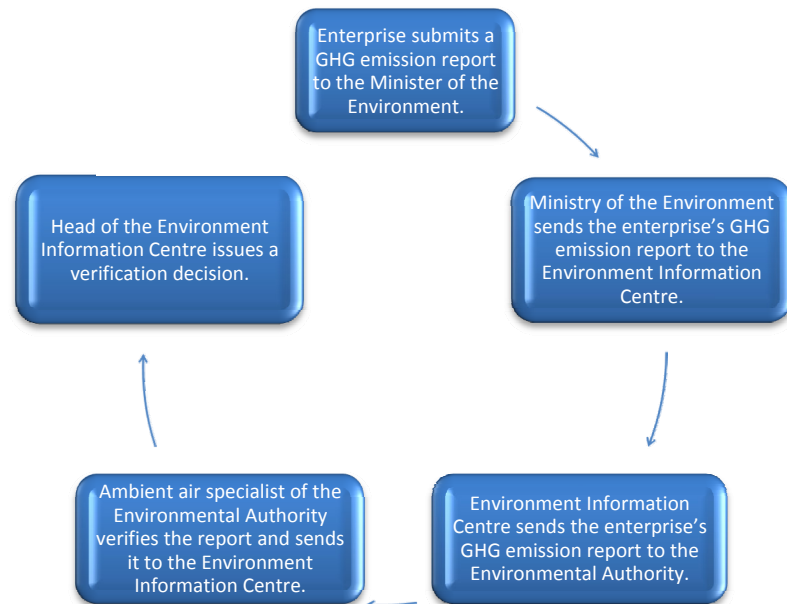 Enterprise submits a
GHG emission report
to the Minister of the
Environment.
Ministry of the Environment
sends the enterprise’s GHG
emission report to the
Environment Information
Centre.
Environment Information
Centre sends the enterprise’s
GHG emission report to the
Environmental Authority.
Ambient air specialist of the
Environmental Authority
verifies the report and sends
it to the Environment
Information Centre.
Head of the Environment
Information Centre issues a
verification decision.